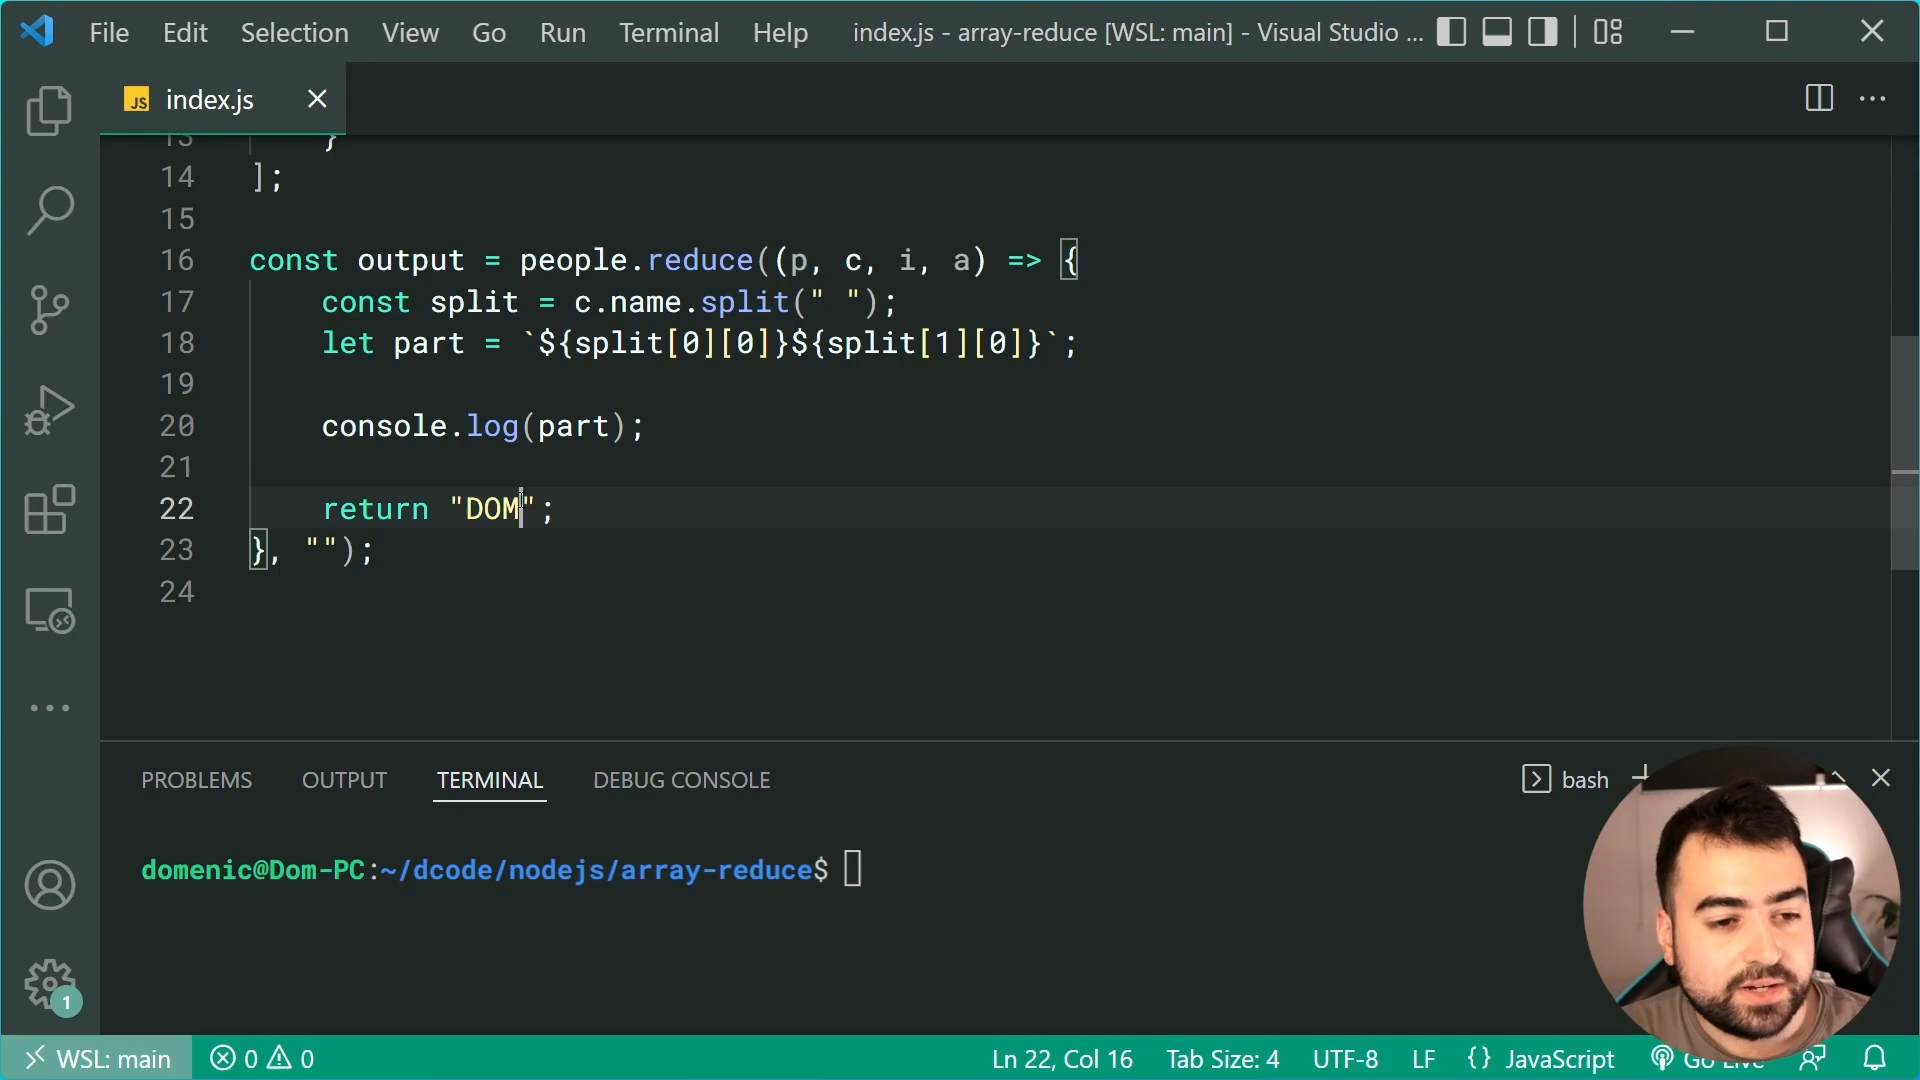 File Edit Selection View Go Run Terminal Help index.js - array-reduce [WSL: main] - Visual Studio ...
JS index.js
13 }
14 ];
15
16 const output = people.reduce((p, c, i, a) => {
17 const split = c.name.split(" ");
18 let part = `${split[0][0]}${split[1][0]}`;
19
20 console.log(part);
21
22 return "DOM";
23 }, "");
24
PROBLEMS OUTPUT TERMINAL DEBUG CONSOLE bash
domenic@Dom-PC:~/dcode/nodejs/array-reduce$
1
WSL: main 0 0 Ln 22, Col 16 Tab Size: 4 UTF-8 LF {} JavaScript Go Live